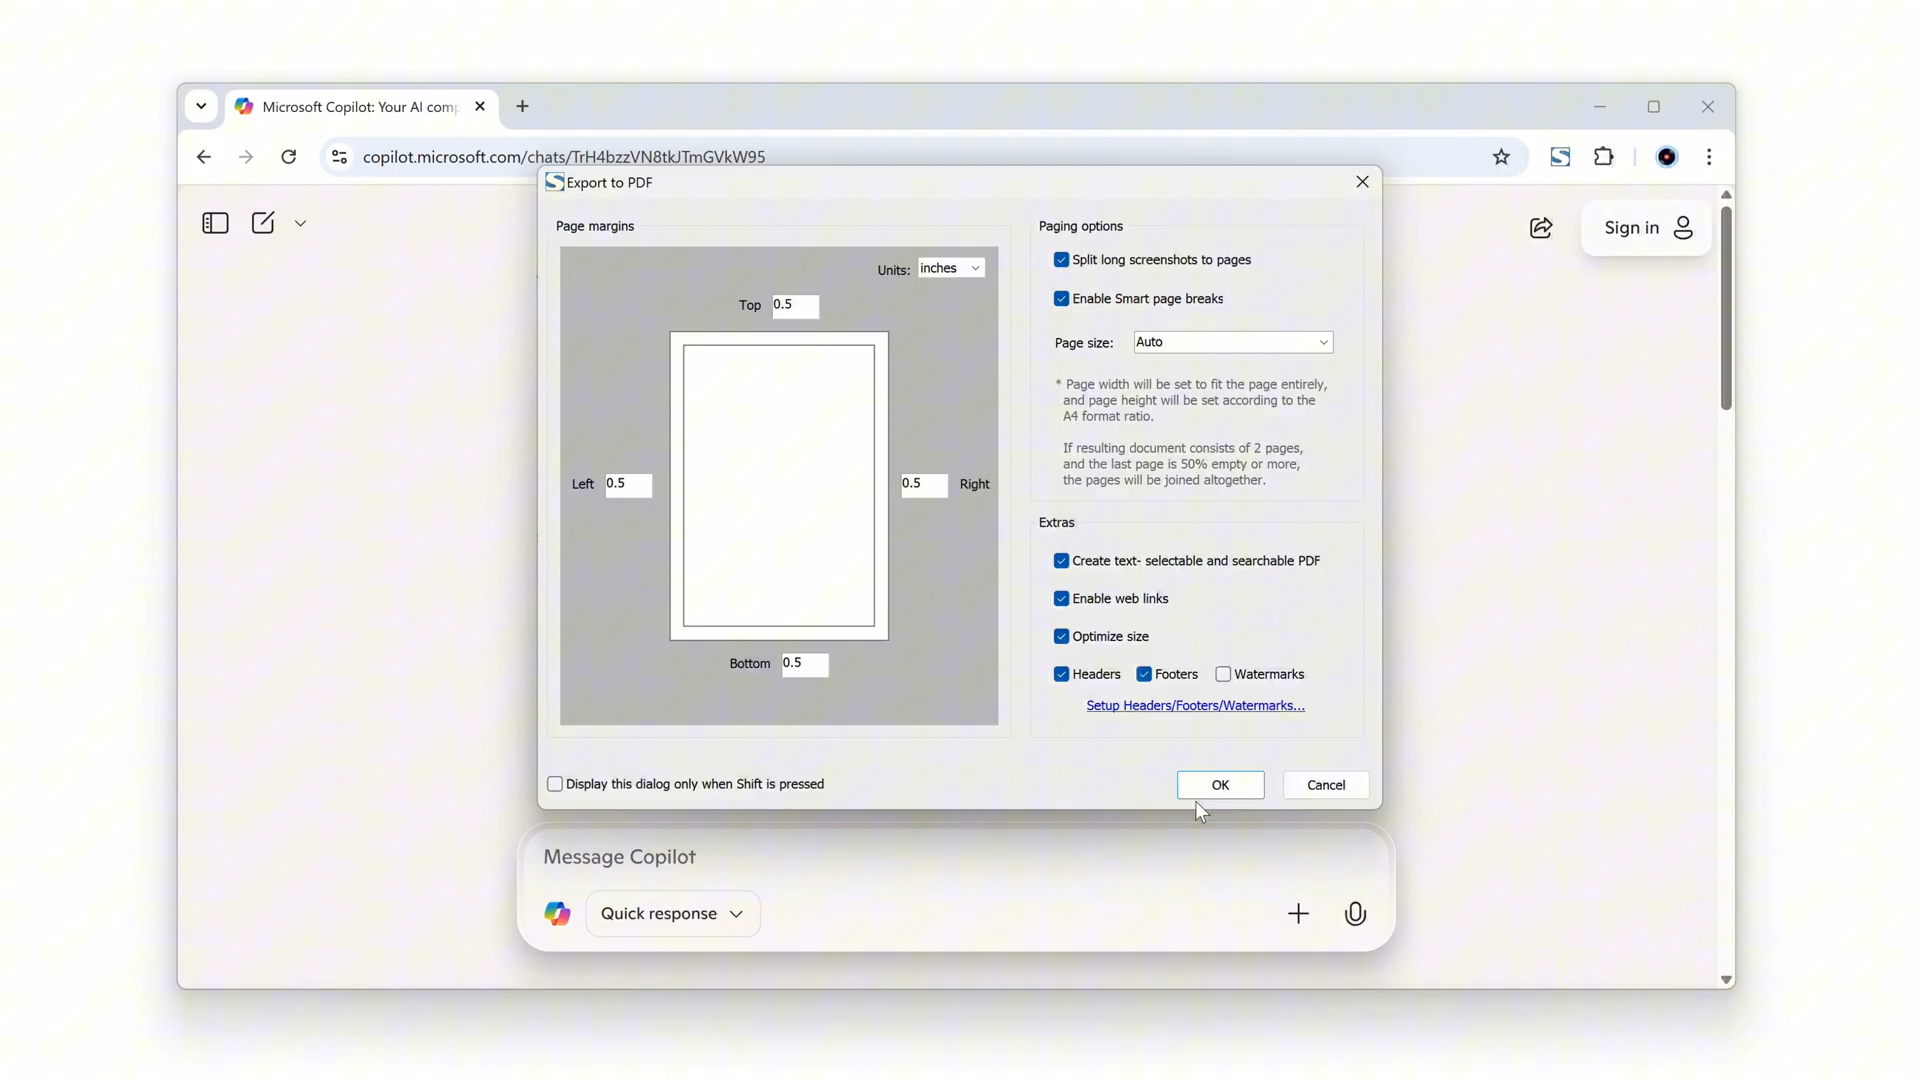 Microsoft Copilot: Your AI comp
copilot.microsoft.com/chats/TrH4bzzVN8tkJTmGVkW95
Export to PDF
Sign in
Page margins
Units: inches
Top 0.5
Left 0.5
0.5 Right
Bottom 0.5
Paging options
Split long screenshots to pages
Enable Smart page breaks
Page size: Auto
* Page width will be set to fit the page entirely,
and page height will be set according to the
A4 format ratio.
If resulting document consists of 2 pages,
and the last page is 50% empty or more,
the pages will be joined altogether.
Extras
Create text- selectable and searchable PDF
Enable web links
Optimize size
Headers Footers Watermarks
Setup Headers/Footers/Watermarks...
Display this dialog only when Shift is pressed
OK Cancel
Message Copilot
Quick response